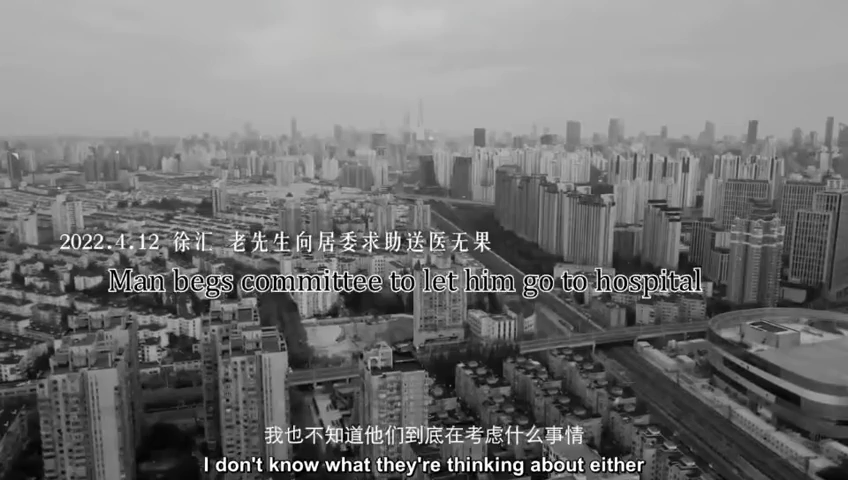 2022.4.12 徐汇 老先生向居委求助送医无果
Man begs committee to let him go to hospital
我也不知道他们到底在考虑什么事情
I don't know what they're thinking about either